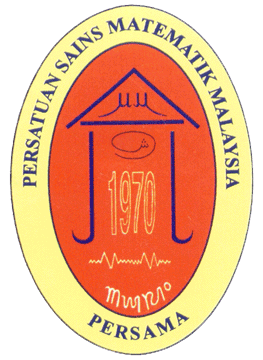 PERSATUAN SAINS MATEMATIK MALAYSIA
ش
1970
PERSAMA